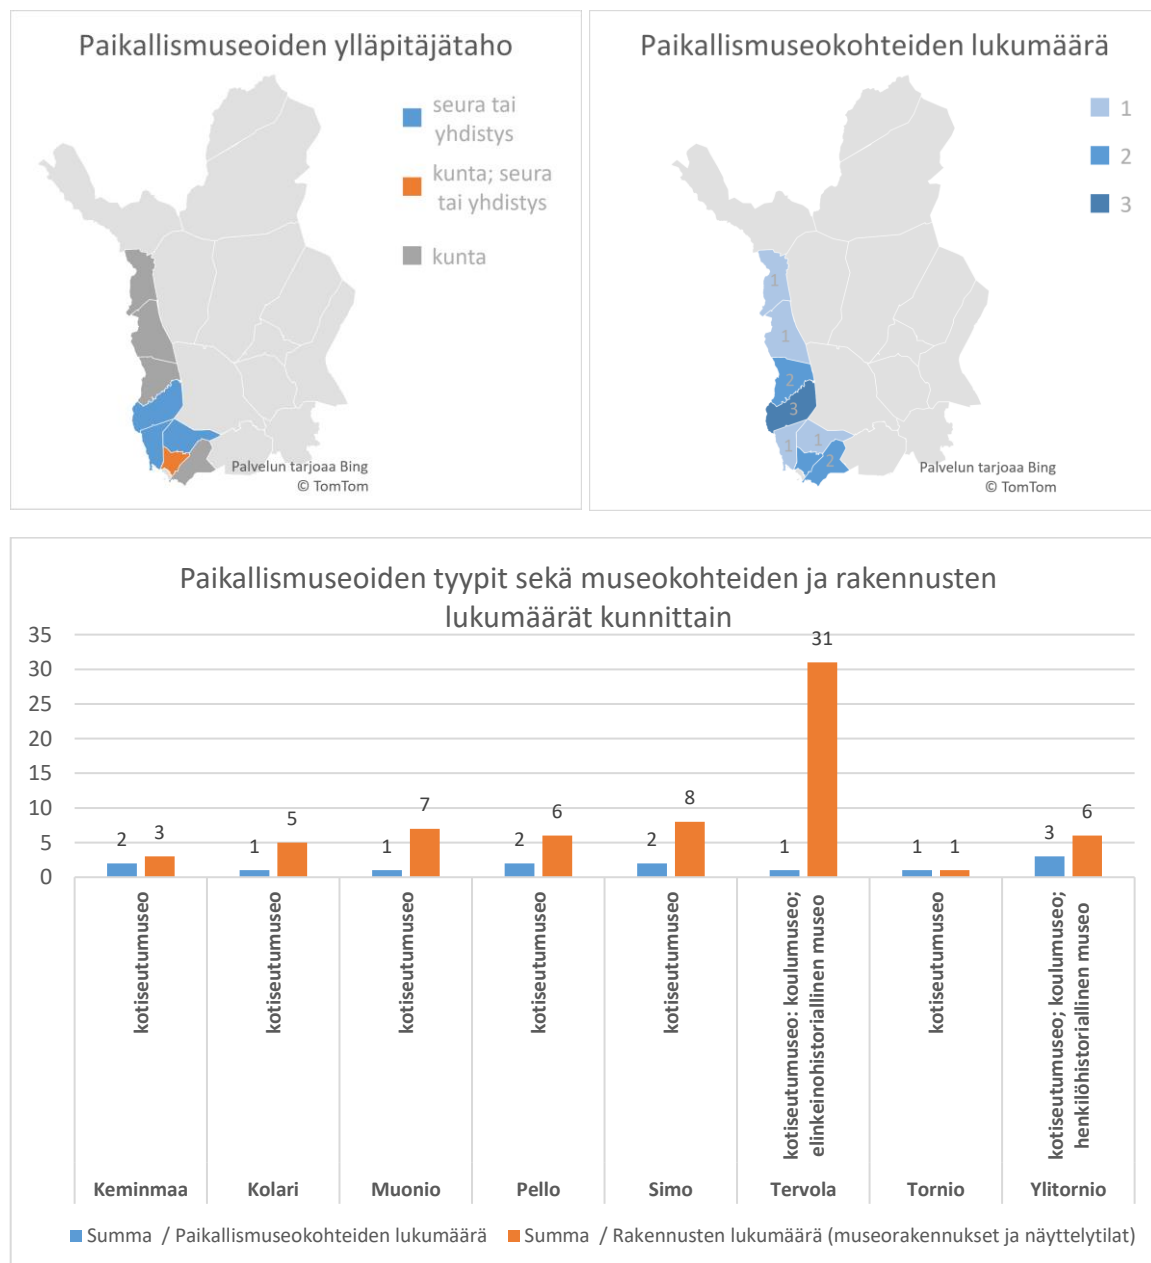 Paikallismuseoiden ylläpitäjätaho
seura tai
yhdistys
kunta; seura
tai yhdistys
kunta
Palvelun tarjoaa Bing
© TomTom
Paikallismuseokohteiden lukumäärä
1
2
3
1
1
2
3
1
1
2
Palvelun tarjoaa Bing
© TomTom
Paikallismuseoiden tyypit sekä museokohteiden ja rakennusten
lukumäärät kunnittain
35
30
25
20
15
10
5
0
2
3
1
5
1
7
2
6
2
8
1
31
1
1
3
6
kotiseutumuseo
kotiseutumuseo
kotiseutumuseo
kotiseutumuseo
kotiseutumuseo
kotiseutumuseo: koulumuseo;
elinkeinohistoriallinen museo
kotiseutumuseo
kotiseutumuseo; koulumuseo;
henkilöhistoriallinen museo
Keminmaa
Kolari
Muonio
Pello
Simo
Tervola
Tornio
Ylitornio
Summa / Paikallismuseokohteiden lukumäärä
Summa / Rakennusten lukumäärä (museorakennukset ja näyttelytilat)